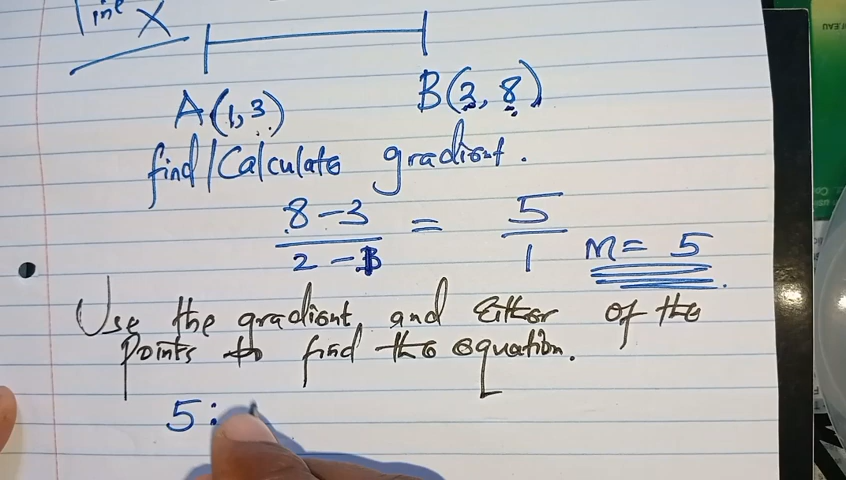 line X
A(1,3) B(2,8)
find/Calculate gradient.
8-3 = 5 M= 5
2-1 1
Use the gradient and Either of the
Points to find the equation.
5: